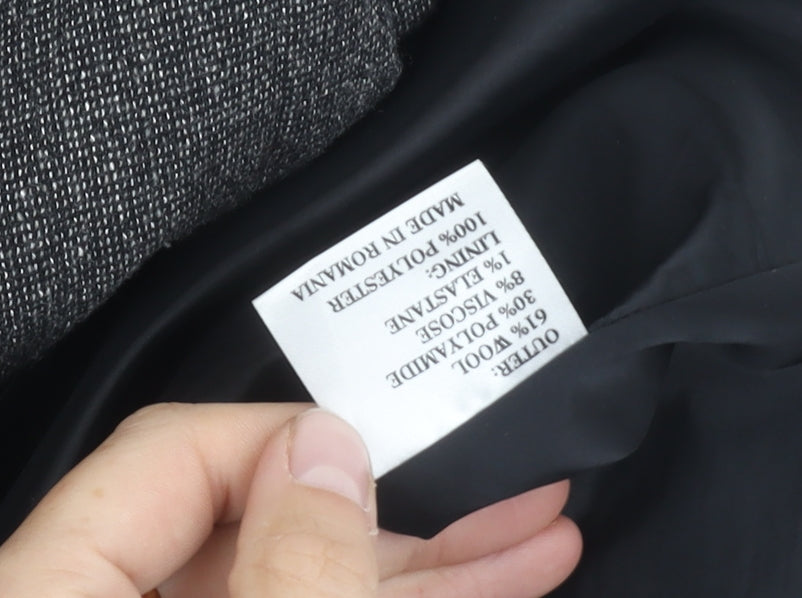 OUTER:
61% WOOL
30% POLYAMIDE
8% VISCOSE
1% ELASTANE
LINING:
100% POLYESTER
MADE IN ROMANIA